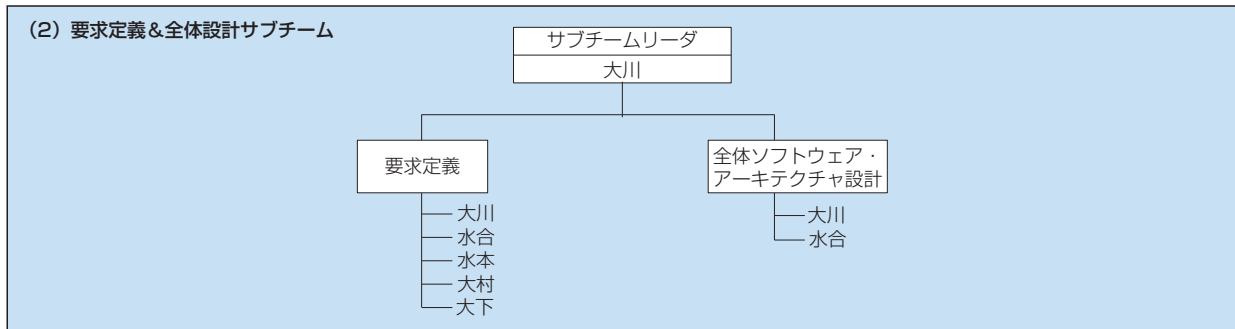 (2) 要求定義&全体設計サブチーム
サブチームリーダ
大川
要求定義
大川
水合
水本
大村
大下
全体ソフトウェア・
アーキテクチャ設計
大川
水合